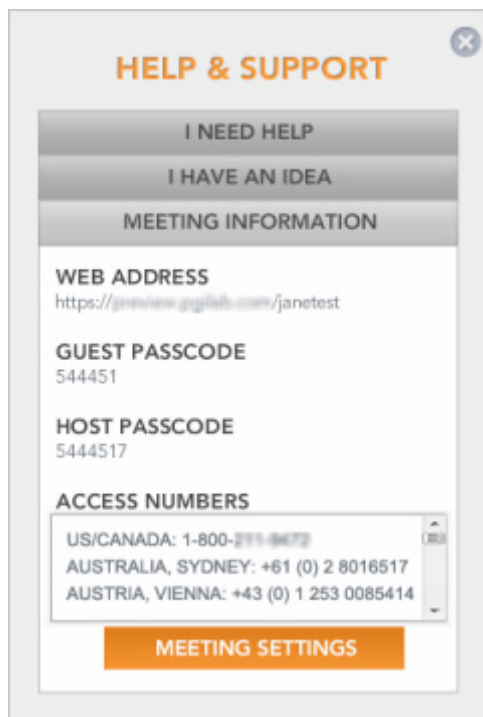 HELP & SUPPORT
I NEED HELP
I HAVE AN IDEA
MEETING INFORMATION
WEB ADDRESS
https:// /janetest
GUEST PASSCODE
544451
HOST PASSCODE
5444517
ACCESS NUMBERS
US/CANADA: 1-800-
AUSTRALIA, SYDNEY: +61 (0) 2 8016517
AUSTRIA, VIENNA: +43 (0) 1 253 0085414
MEETING SETTINGS